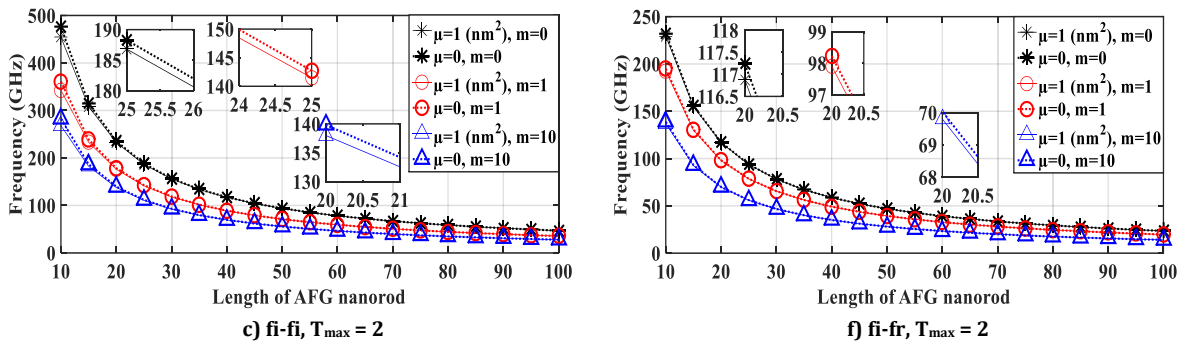 500
400
300
200
100
0
Frequency (GHz)
10 20 30 40 50 60 70 80 90 100
Length of AFG nanorod
190
185
180
25 25.5 26
150
145
140
24 24.5 25
140
135
130
20 20.5 21
μ=1 (nm²), m=0
μ=0, m=0
μ=1 (nm²), m=1
μ=0, m=1
μ=1 (nm²), m=10
μ=0, m=10
c) fi-fi, Tmax = 2
250
200
150
100
50
0
Frequency (GHz)
10 20 30 40 50 60 70 80 90 100
Length of AFG nanorod
118
117.5
117
116.5
20 20.5
99
98
97
20 20.5
70
69
68
20 20.5
μ=1 (nm²), m=0
μ=0, m=0
μ=1 (nm²), m=1
μ=0, m=1
μ=1 (nm²), m=10
μ=0, m=10
f) fi-fr, Tmax = 2